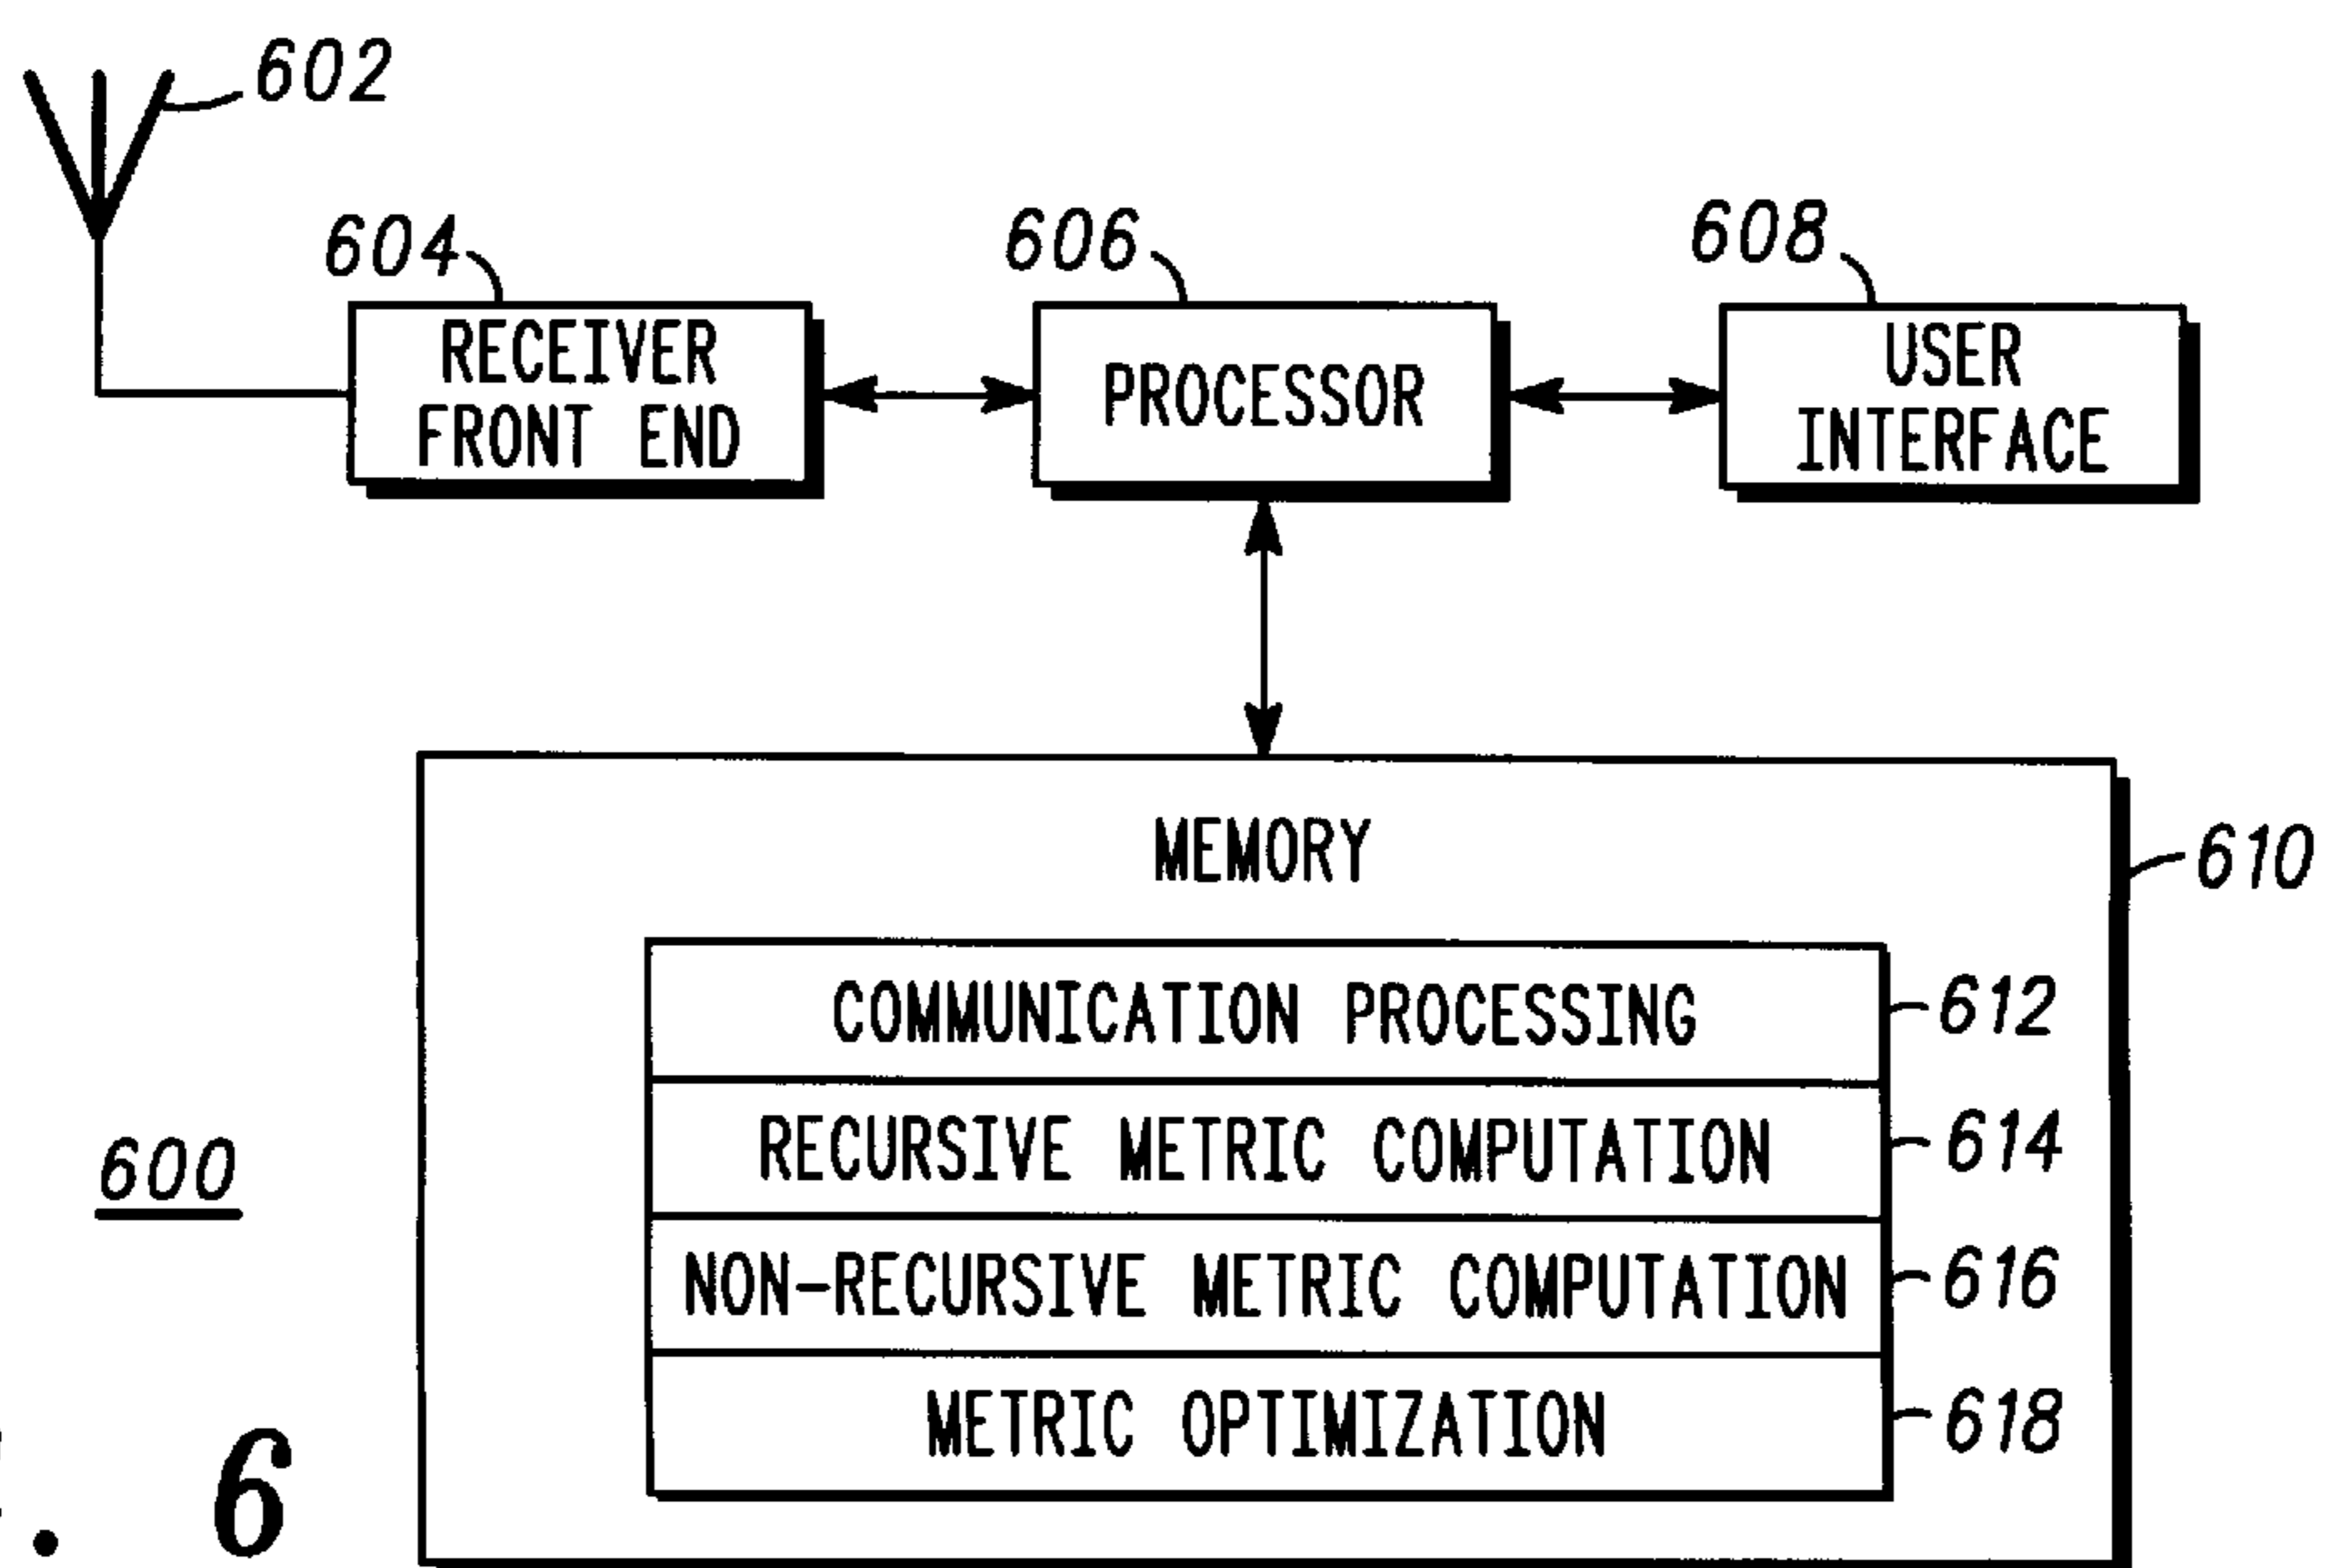 602
604
606
608
RECEIVER
FRONT END
PROCESSOR
USER
INTERFACE
MEMORY
610
COMMUNICATION PROCESSING
612
RECURSIVE METRIC COMPUTATION
614
NON-RECURSIVE METRIC COMPUTATION
616
METRIC OPTIMIZATION
618
600
. 6